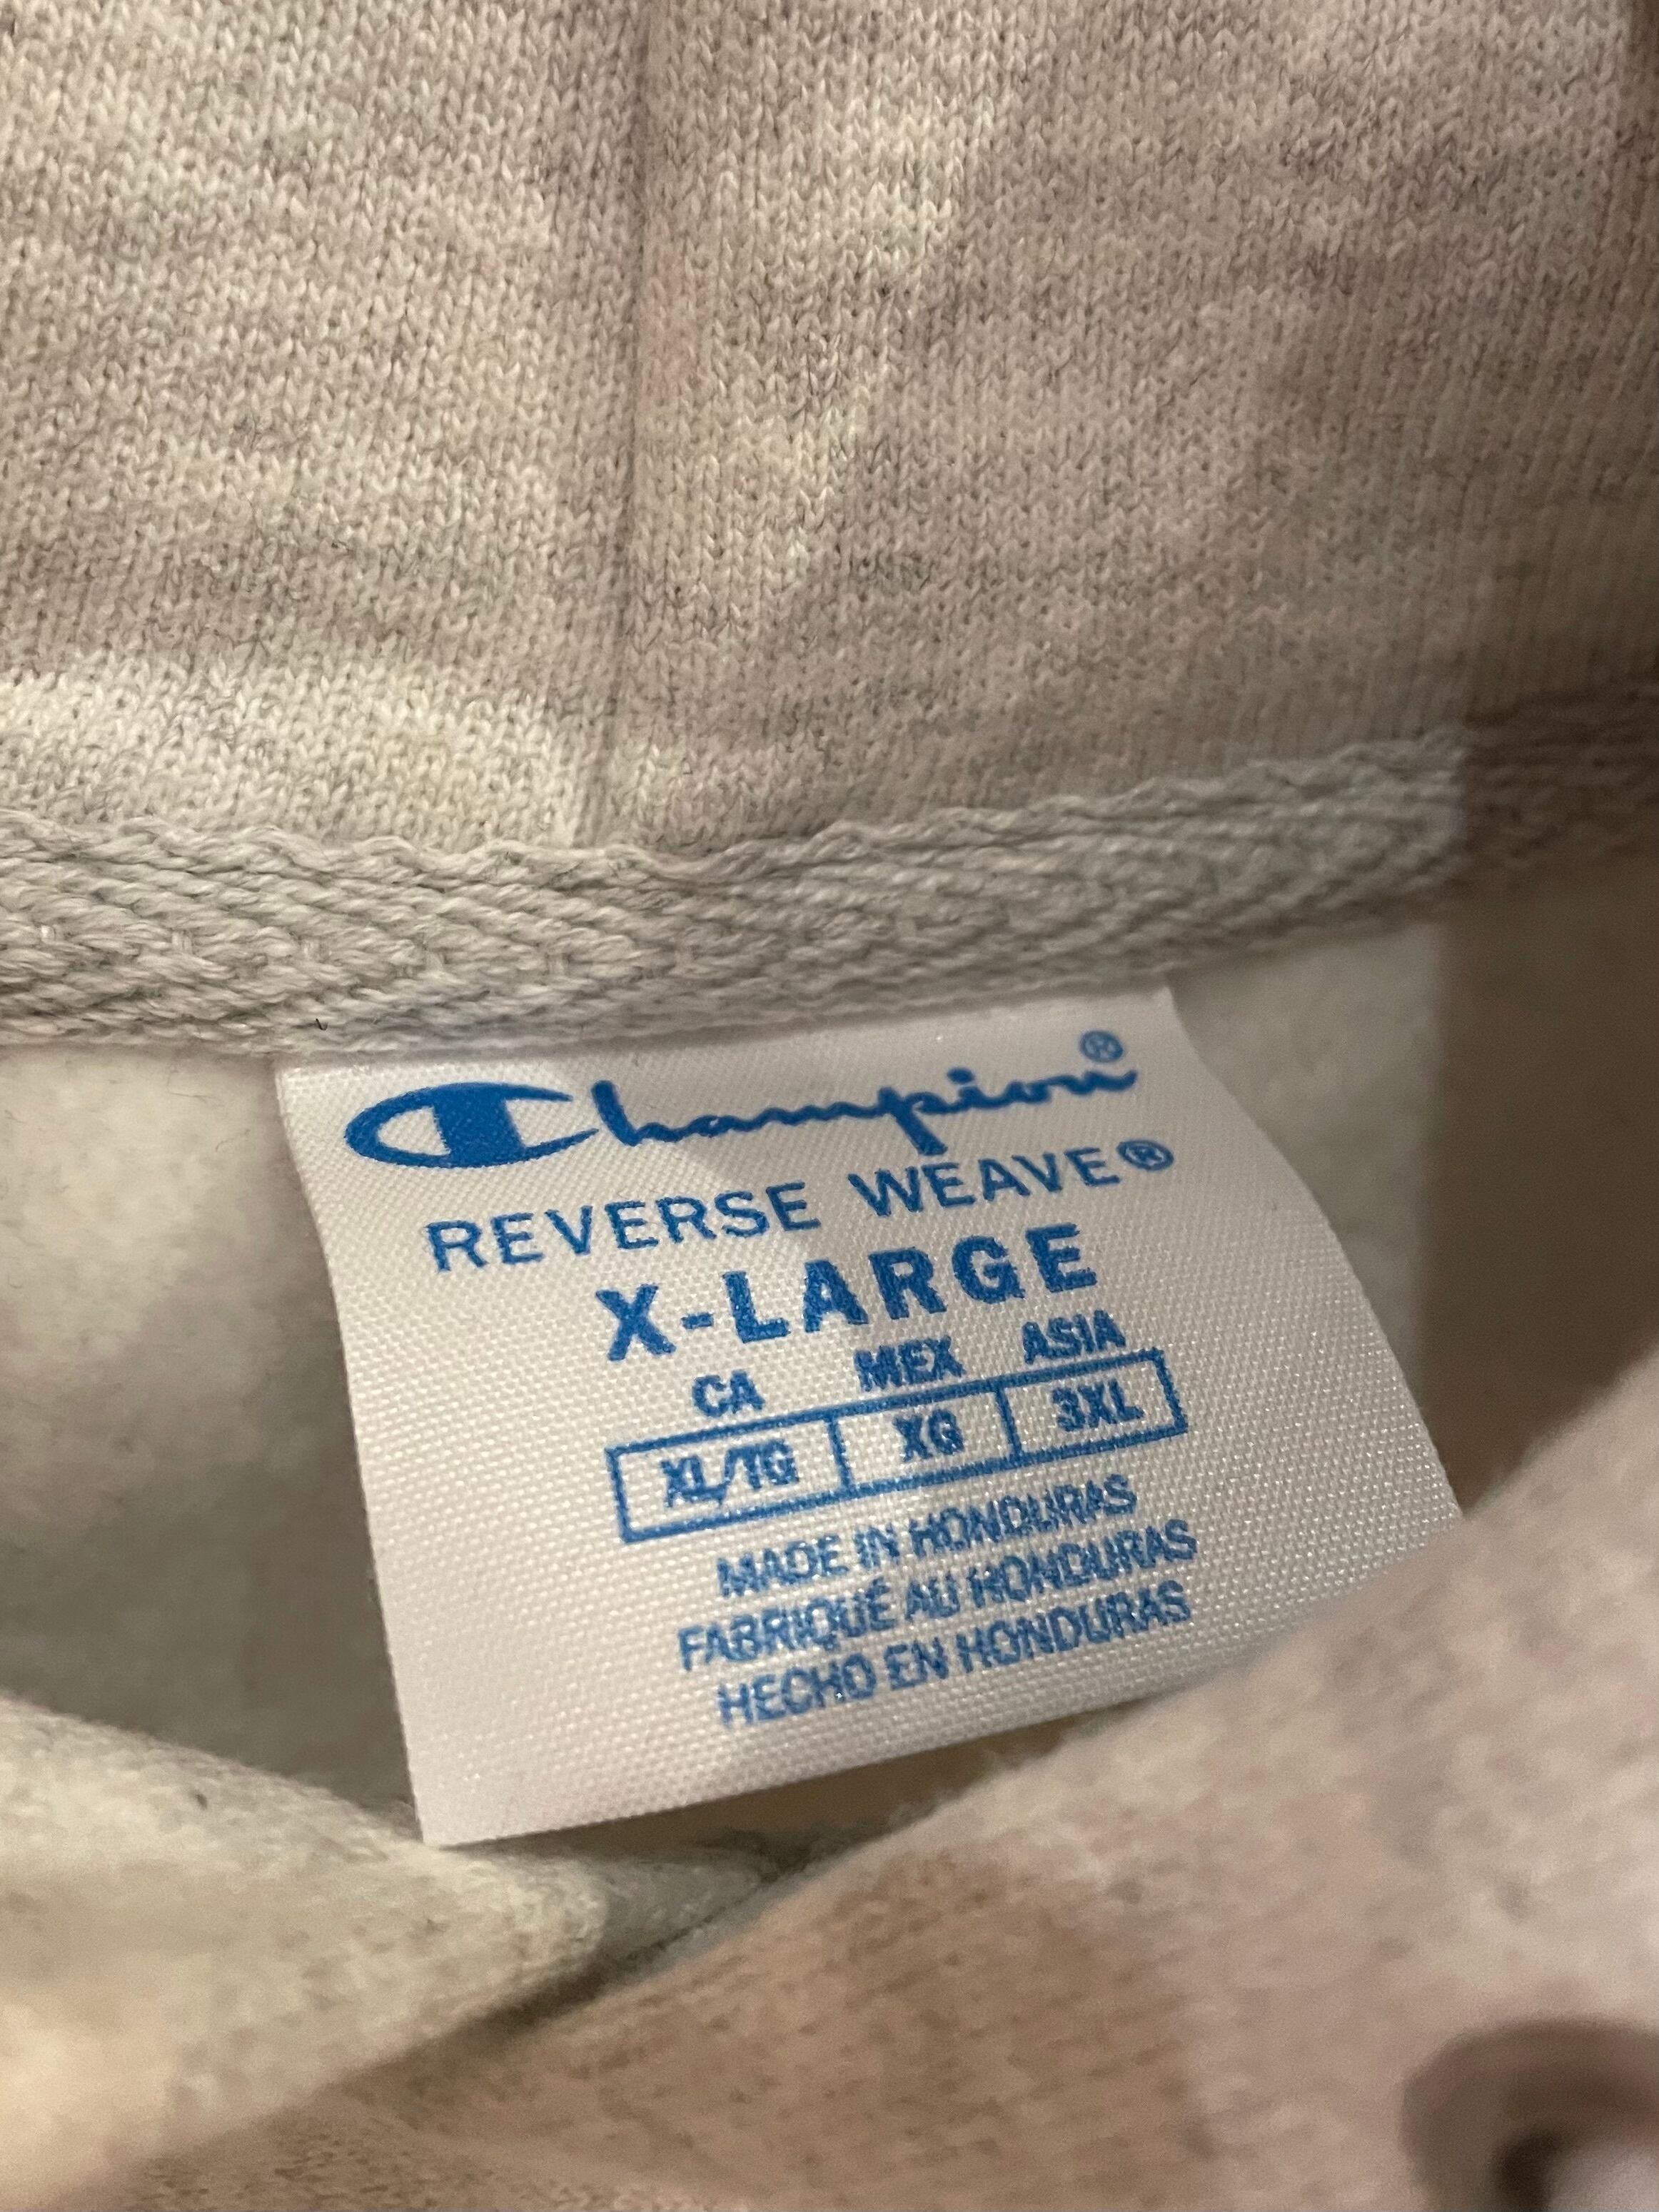 Champion®
REVERSE WEAVE®
X-LARGE
CA MEX ASIA
XL/TG XG 3XL
MADE IN HONDURAS
FABRIQUÉ AU HONDURAS
HECHO EN HONDURAS